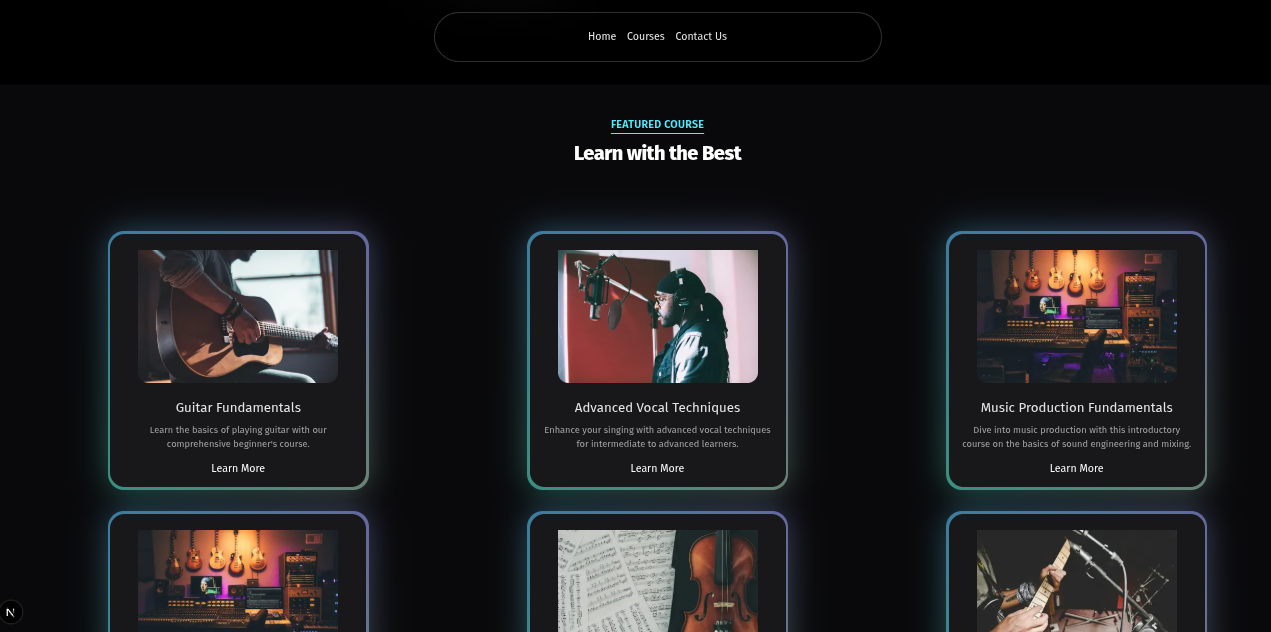 Home Courses Contact Us
FEATURED COURSE
Learn with the Best
Guitar Fundamentals
Learn the basics of playing guitar with our
comprehensive beginner's course.
Learn More
Advanced Vocal Techniques
Enhance your singing with advanced vocal techniques
for intermediate to advanced learners.
Learn More
Music Production Fundamentals
Dive into music production with this introductory
course on the basics of sound engineering and mixing.
Learn More
N